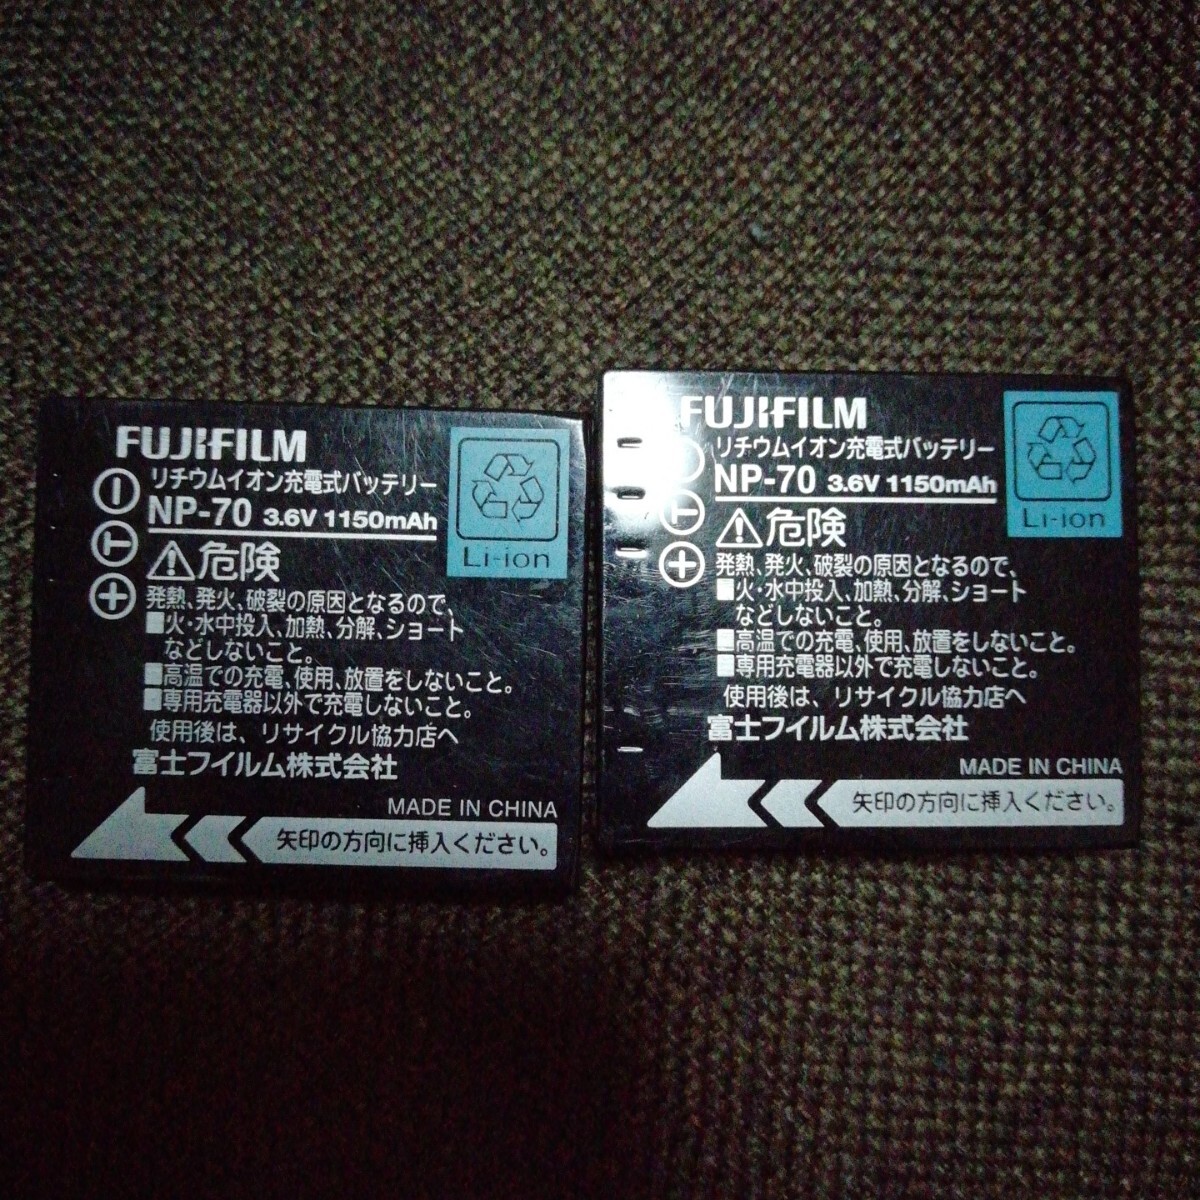 FUJIFILM
リチウムイオン充電式バッテリー
NP-70 3.6V 1150mAh
Li-ion
危険
発熱、発火、破裂の原因となるので、
■火・水中投入、加熱、分解、ショート
などしないこと。
■高温での充電、使用、放置をしないこと。
■専用充電器以外で充電しないこと。
使用後は、リサイクル協力店へ
富士フイルム株式会社
MADE IN CHINA
矢印の方向に挿入ください。
FUJIFILM
リチウムイオン充電式バッテリー
NP-70 3.6V 1150mAh
Li-ion
危険
発熱、発火、破裂の原因となるので、
■火・水中投入、加熱、分解、ショート
などしないこと。
■高温での充電、使用、放置をしないこと。
■専用充電器以外で充電しないこと。
使用後は、リサイクル協力店へ
富士フイルム株式会社
MADE IN CHINA
矢印の方向に挿入ください。